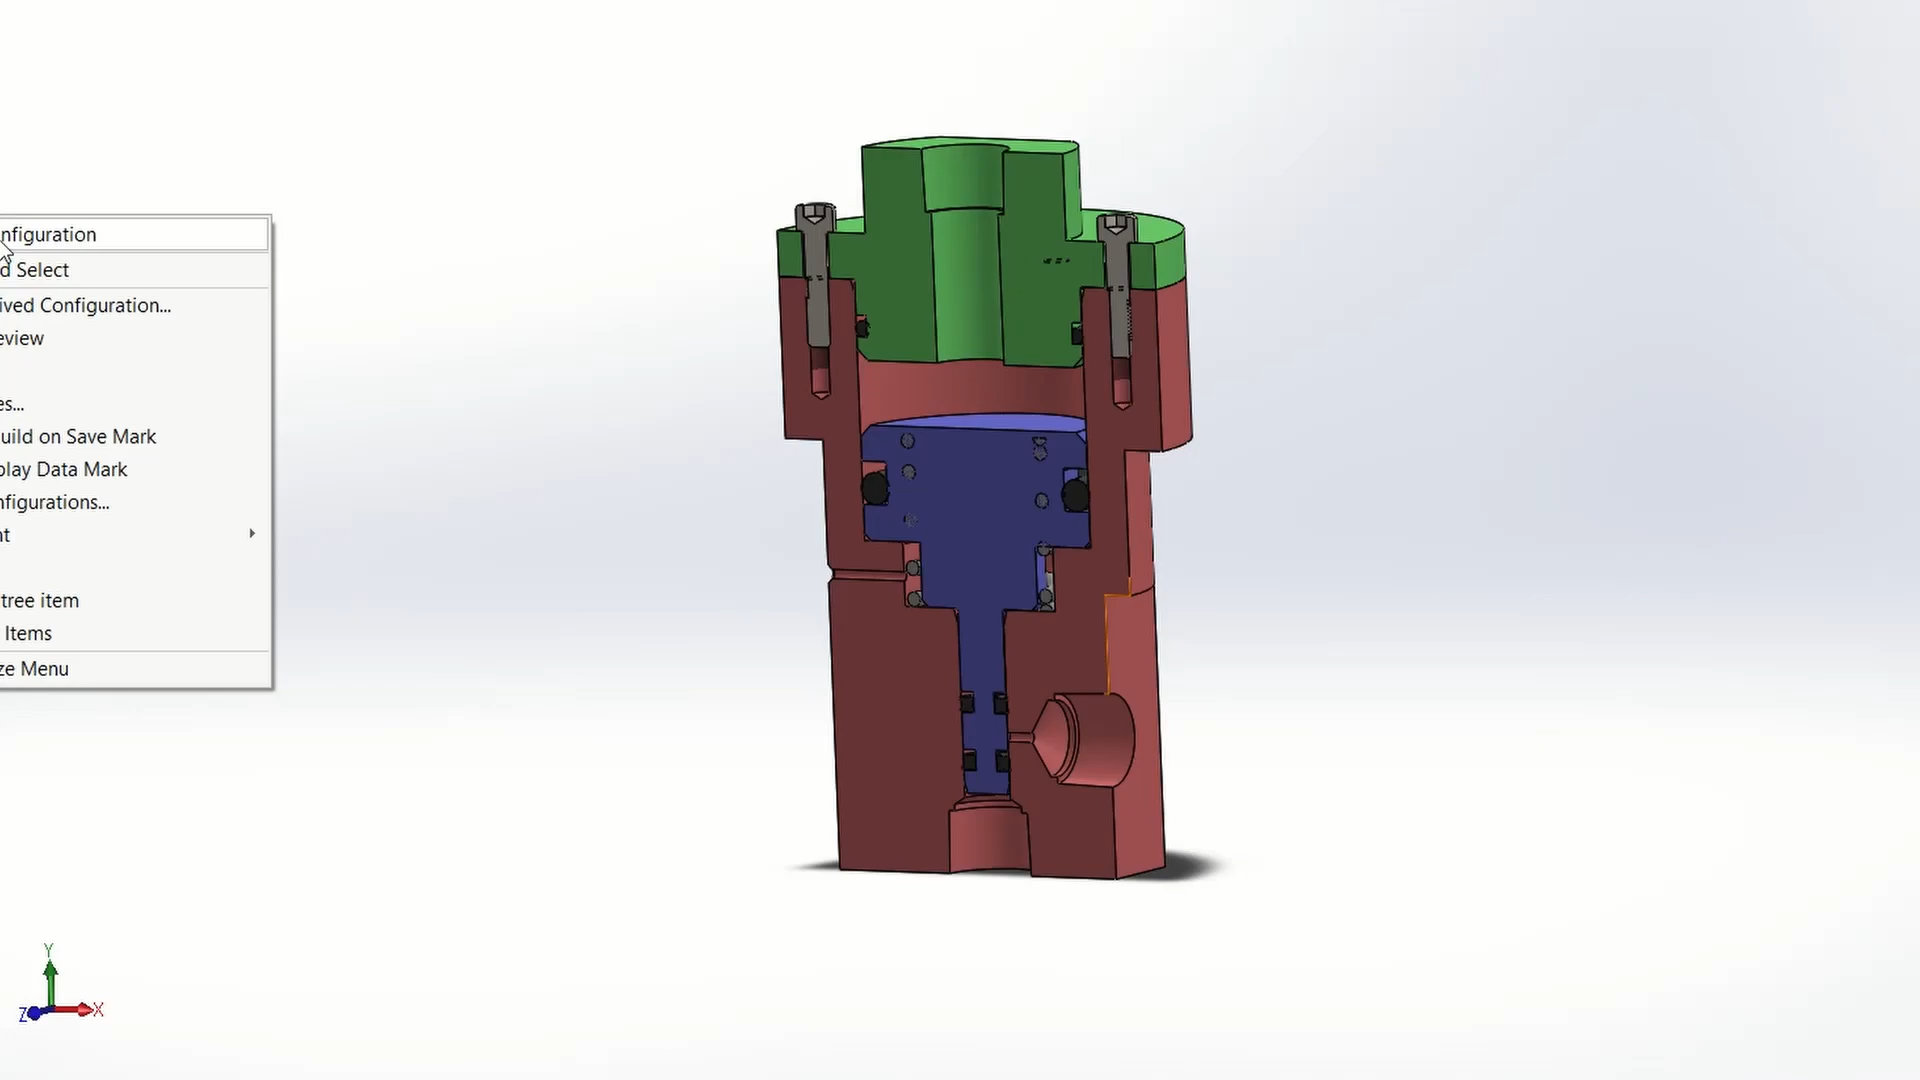 nfiguration
d Select
ived Configuration...
eview
es...
uild on Save Mark
play Data Mark
nfigurations...
nt
tree item
Items
ze Menu
Y
Z
X